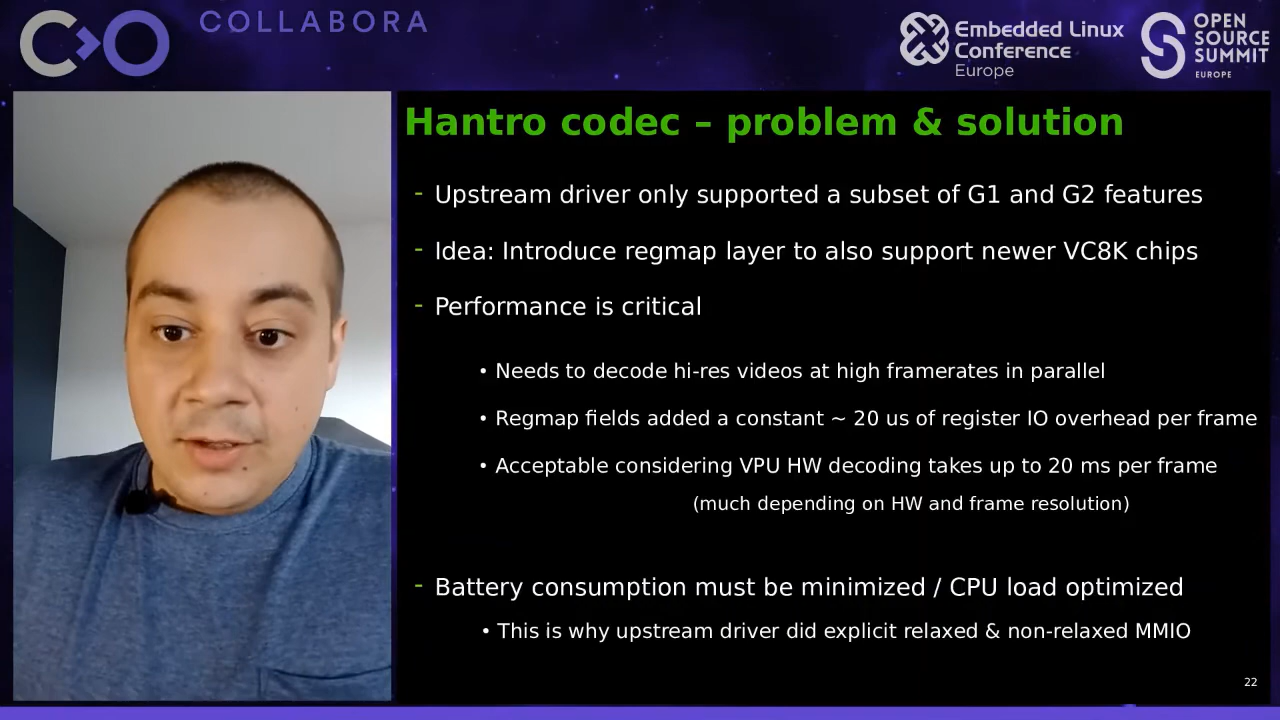 COLLABORA
Embedded Linux
Conference
Europe
OPEN
SOURCE
SUMMIT
EUROPE
Hantro codec – problem & solution
- Upstream driver only supported a subset of G1 and G2 features
- Idea: Introduce regmap layer to also support newer VC8K chips
- Performance is critical
• Needs to decode hi-res videos at high framerates in parallel
• Regmap fields added a constant ~ 20 us of register IO overhead per frame
• Acceptable considering VPU HW decoding takes up to 20 ms per frame
(much depending on HW and frame resolution)
- Battery consumption must be minimized / CPU load optimized
• This is why upstream driver did explicit relaxed & non-relaxed MMIO
22